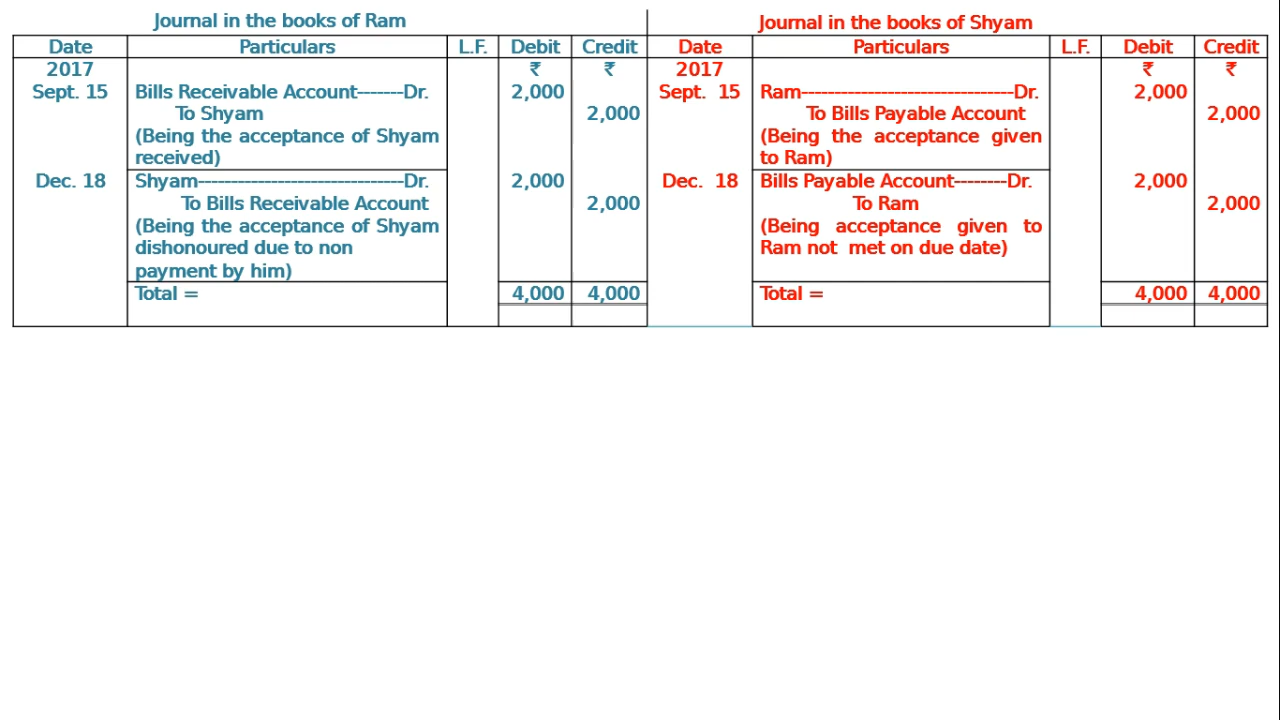 Journal in the books of Ram
Date Particulars L.F. Debit Credit
2017 ₹ ₹
Sept. 15 Bills Receivable Account-------Dr. 2,000
To Shyam 2,000
(Being the acceptance of Shyam
received)
Dec. 18 Shyam-------------------------------Dr. 2,000
To Bills Receivable Account 2,000
(Being the acceptance of Shyam
dishonoured due to non
payment by him)
Total = 4,000 4,000
Journal in the books of Shyam
Date Particulars L.F. Debit Credit
2017 ₹ ₹
Sept. 15 Ram--------------------------------Dr. 2,000
To Bills Payable Account 2,000
(Being the acceptance given
to Ram)
Dec. 18 Bills Payable Account--------Dr. 2,000
To Ram 2,000
(Being acceptance given to
Ram not met on due date)
Total = 4,000 4,000